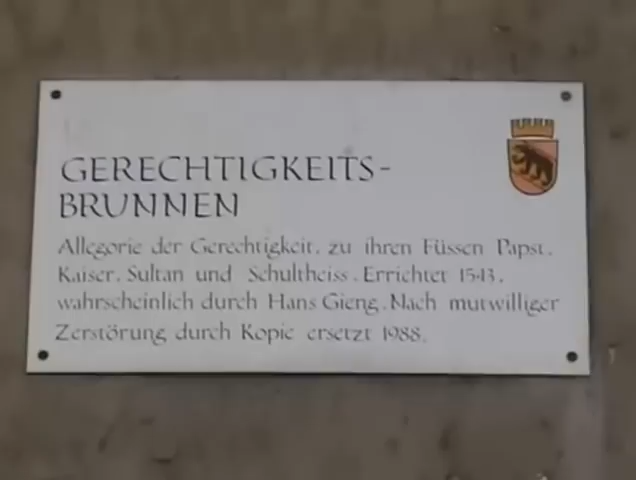 GERECHTIGKEITS-
BRUNNEN
Allegorie der Gerechtigkeit, zu ihren Füssen Papst,
Kaiser, Sultan und Schultheiss. Errichtet 1543,
wahrscheinlich durch Hans Gieng. Nach mutwilliger
Zerstörung durch Kopie ersetzt 1988.